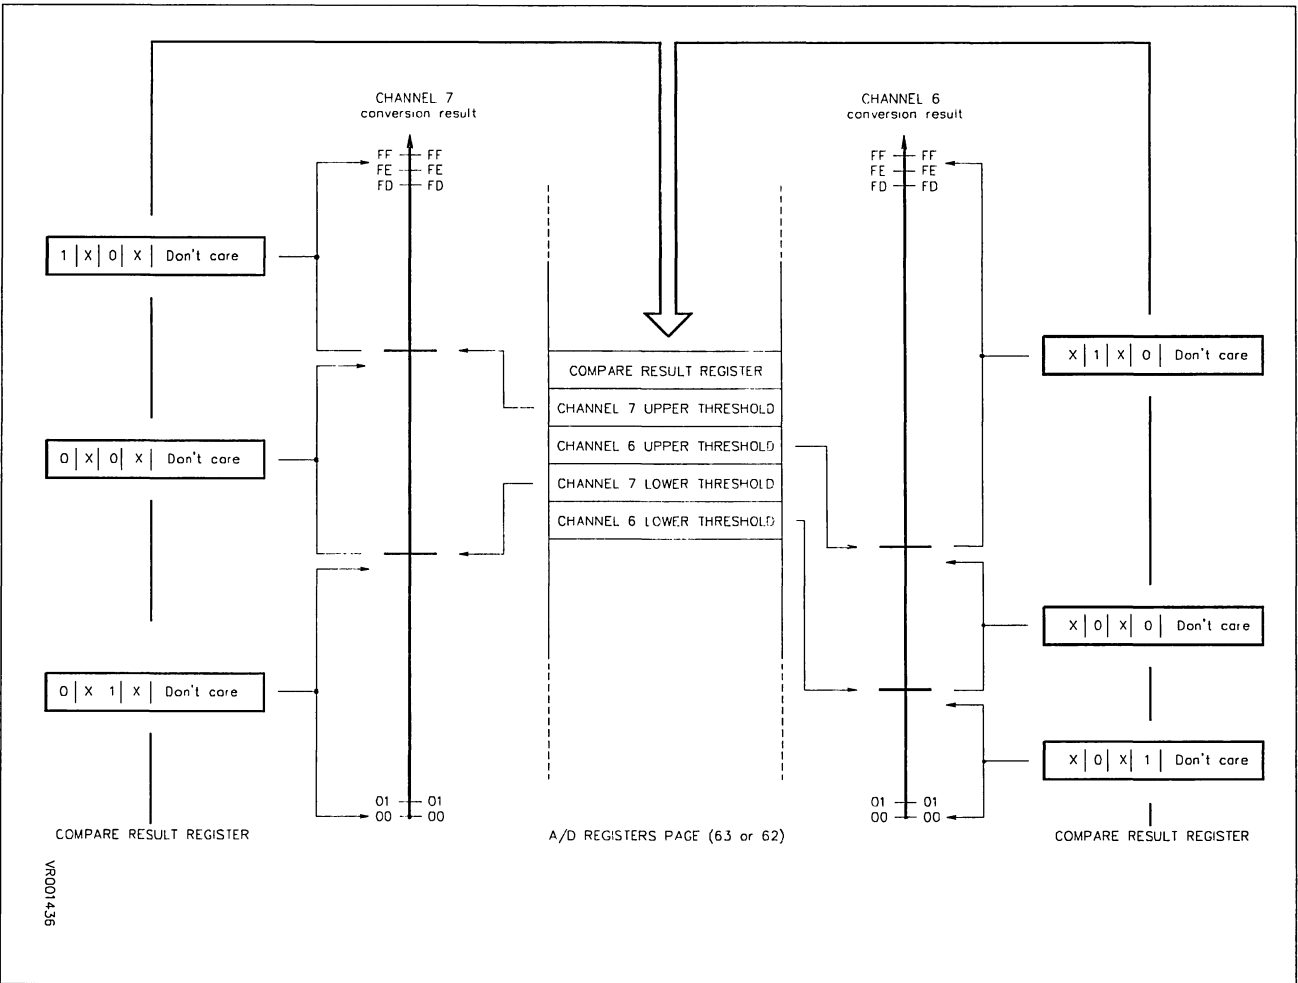 CHANNEL 7
conversion result
FF FF
FE FE
FD FD
CHANNEL 6
conversion result
FF FF
FE FE
FD FD
1 | X | 0 | X | Don't care
0 | X | 0 | X | Don't care
0 | X 1 | X | Don't care
COMPARE RESULT REGISTER
CHANNEL 7 UPPER THRESHOLD
CHANNEL 6 UPPER THRESHOLD
CHANNEL 7 LOWER THRESHOLD
CHANNEL 6 LOWER THRESHOLD
X | 1 | X | 0 | Don't care
X | 0 | X | 0 | Don't care
X | 0 | X | 1 | Don't care
01 01
00 00
01 01
00 00
COMPARE RESULT REGISTER
A/D REGISTERS PAGE (63 or 62)
COMPARE RESULT REGISTER
VR001436